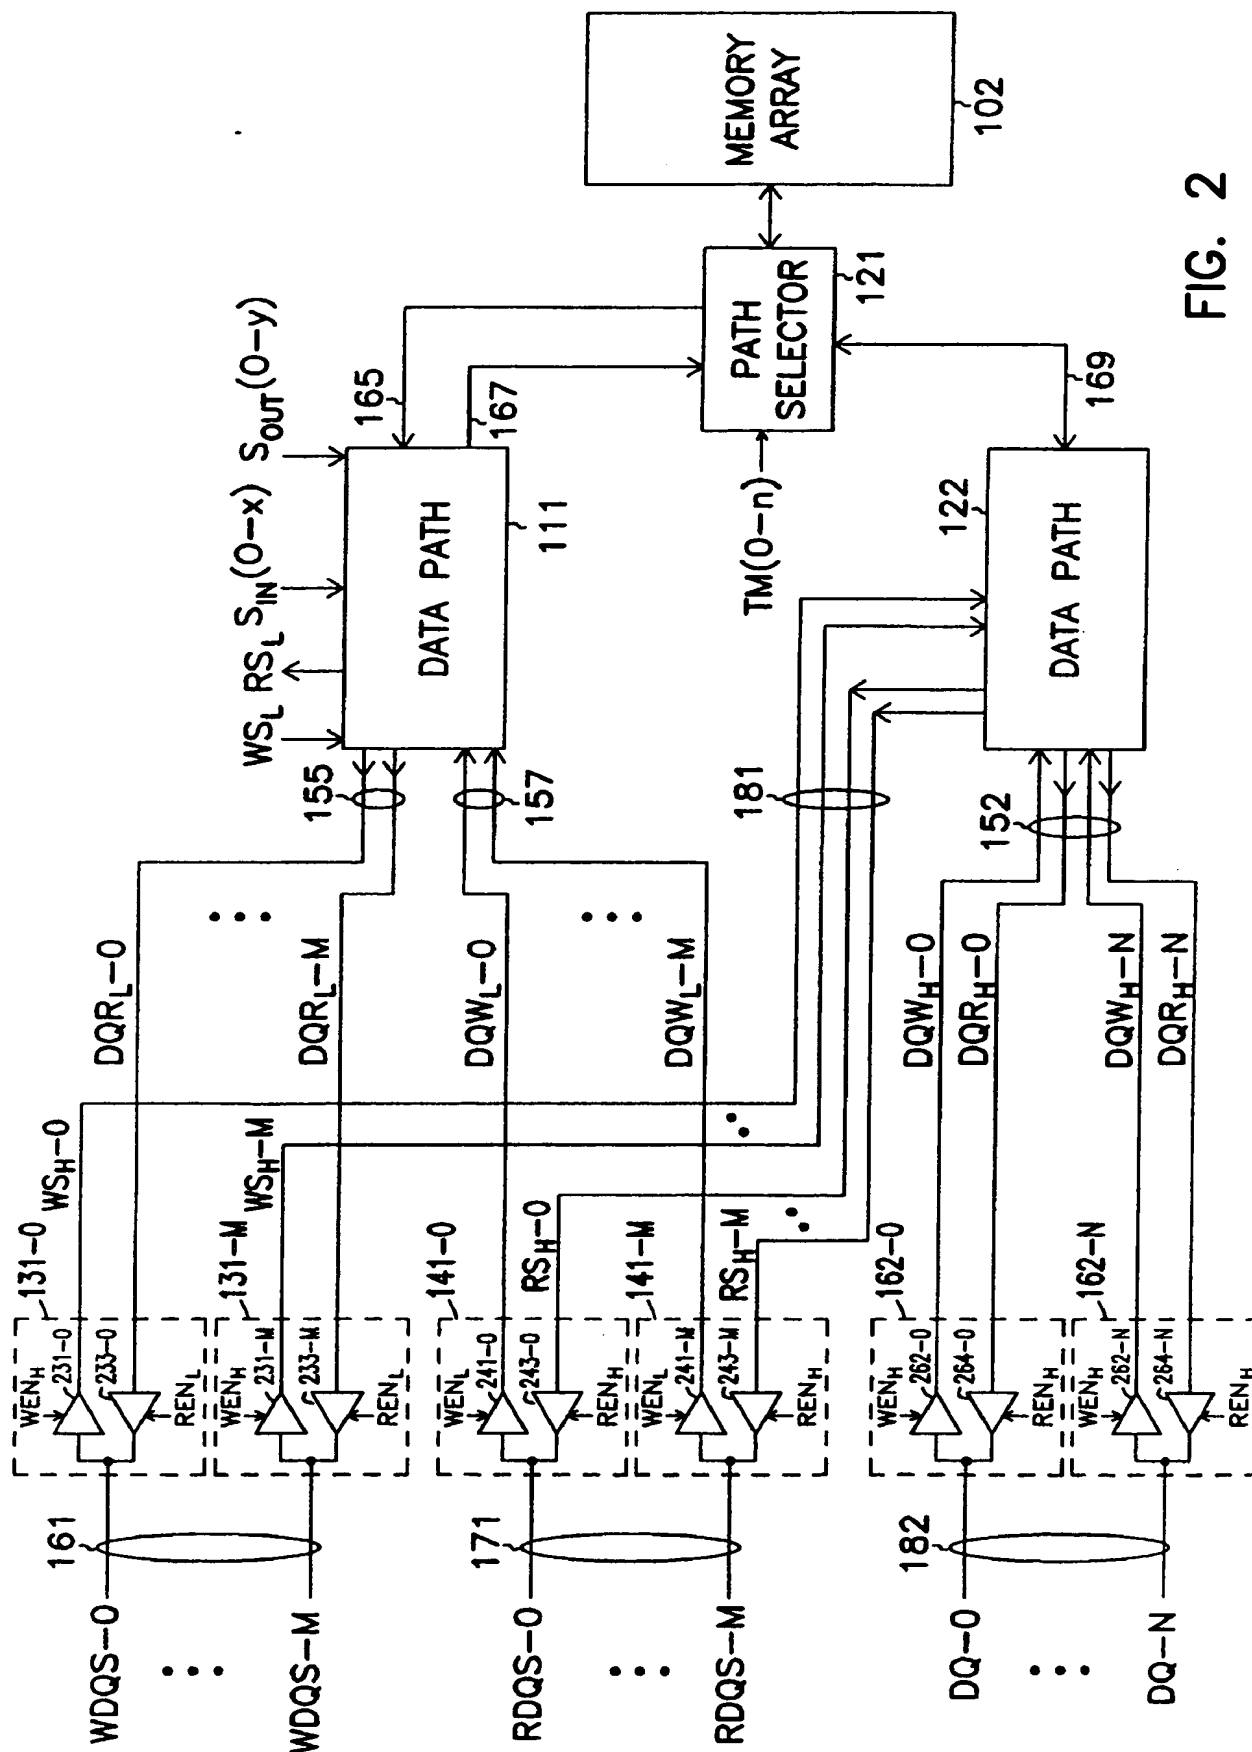 WDQS-0
WDQS-M
161
131-0
WEN_H
231-0
233-0
REN_L
WS_H-0
131-M
WEN_H
231-M
233-M
REN_L
WS_H-M
DQR_L-0
DQR_L-M
155
WS_L
RS_L
S_IN(0-x)
S_OUT(0-y)
DATA PATH
111
165
167
RDQS-0
RDQS-M
171
141-0
WEN_L
241-0
243-0
REN_H
RS_H-0
141-M
WEN_L
241-M
243-M
REN_H
RS_H-M
DQW_L-0
DQW_L-M
157
181
TM(0-n)
PATH
SELECTOR
121
MEMORY
ARRAY
102
DQ-0
DQ-N
182
162-0
WEN_H
262-0
264-0
REN_H
162-N
WEN_H
262-N
264-N
REN_H
DQW_H-0
DQR_H-0
DQW_H-N
DQR_H-N
152
DATA PATH
122
169
FIG. 2